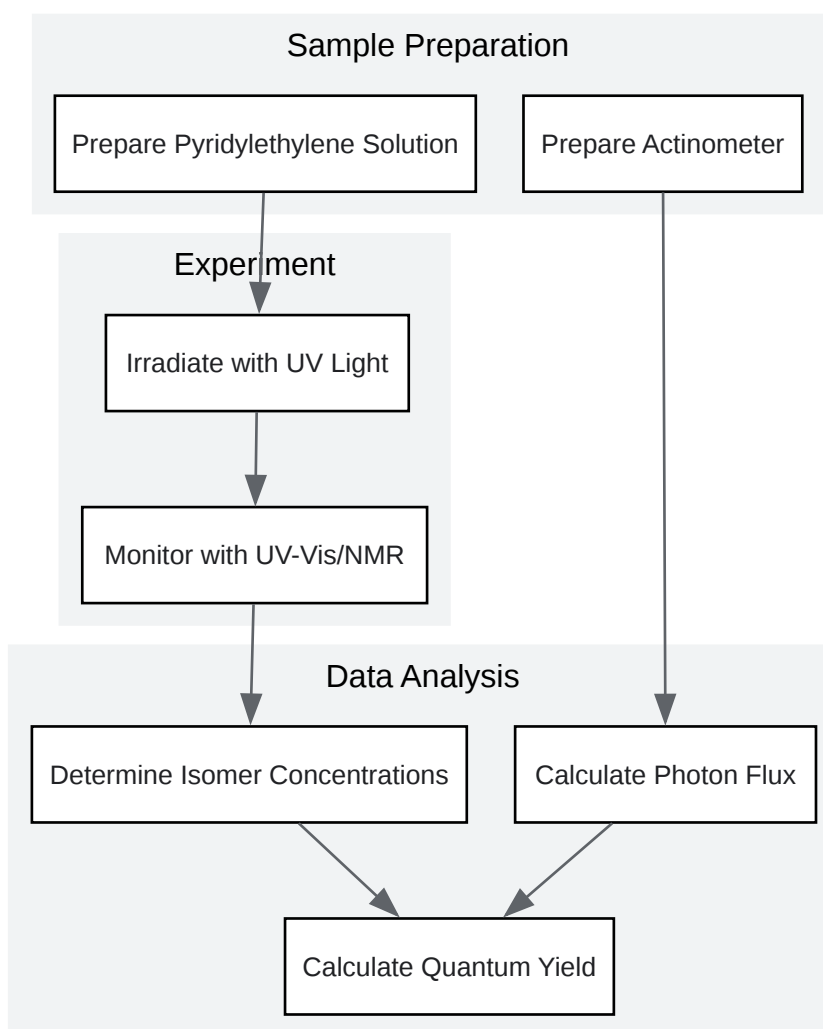 Sample Preparation
Prepare Pyridylethylene Solution
Prepare Actinometer
Experiment
Irradiate with UV Light
Monitor with UV-Vis/NMR
Data Analysis
Determine Isomer Concentrations
Calculate Photon Flux
Calculate Quantum Yield